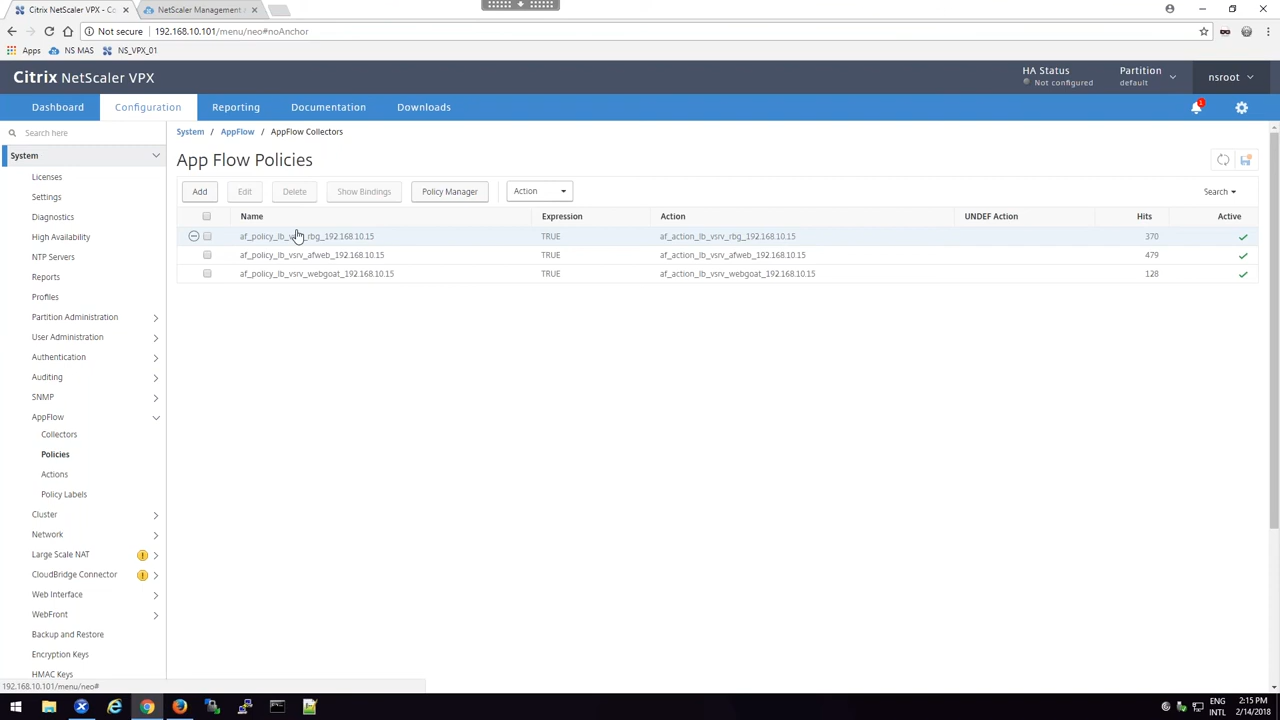 Citrix NetScaler VPX - Co
NetScaler Management A
Not secure 192.168.10.101/menu/neo#noAnchor
Apps NS MAS NS_VPX_01
Citrix NetScaler VPX
HA Status
Not configured
Partition
default
nsroot
Dashboard Configuration Reporting Documentation Downloads
1
Search here
System / AppFlow / AppFlow Collectors
System
App Flow Policies
Licenses
Settings
Diagnostics
High Availability
NTP Servers
Reports
Profiles
Partition Administration
User Administration
Authentication
Auditing
SNMP
AppFlow
Collectors
Policies
Actions
Policy Labels
Cluster
Network
Large Scale NAT
CloudBridge Connector
Web Interface
WebFront
Backup and Restore
Encryption Keys
HMAC Keys
Add Edit Delete Show Bindings Policy Manager Action Search
Name Expression Action UNDEF Action Hits Active
af_policy_lb_vsrv_rbg_192.168.10.15 TRUE af_action_lb_vsrv_rbg_192.168.10.15 370
af_policy_lb_vsrv_afweb_192.168.10.15 TRUE af_action_lb_vsrv_afweb_192.168.10.15 479
af_policy_lb_vsrv_webgoat_192.168.10.15 TRUE af_action_lb_vsrv_webgoat_192.168.10.15 128
192.168.10.101/menu/neo#
ENG
INTL
2:15 PM
2/14/2018